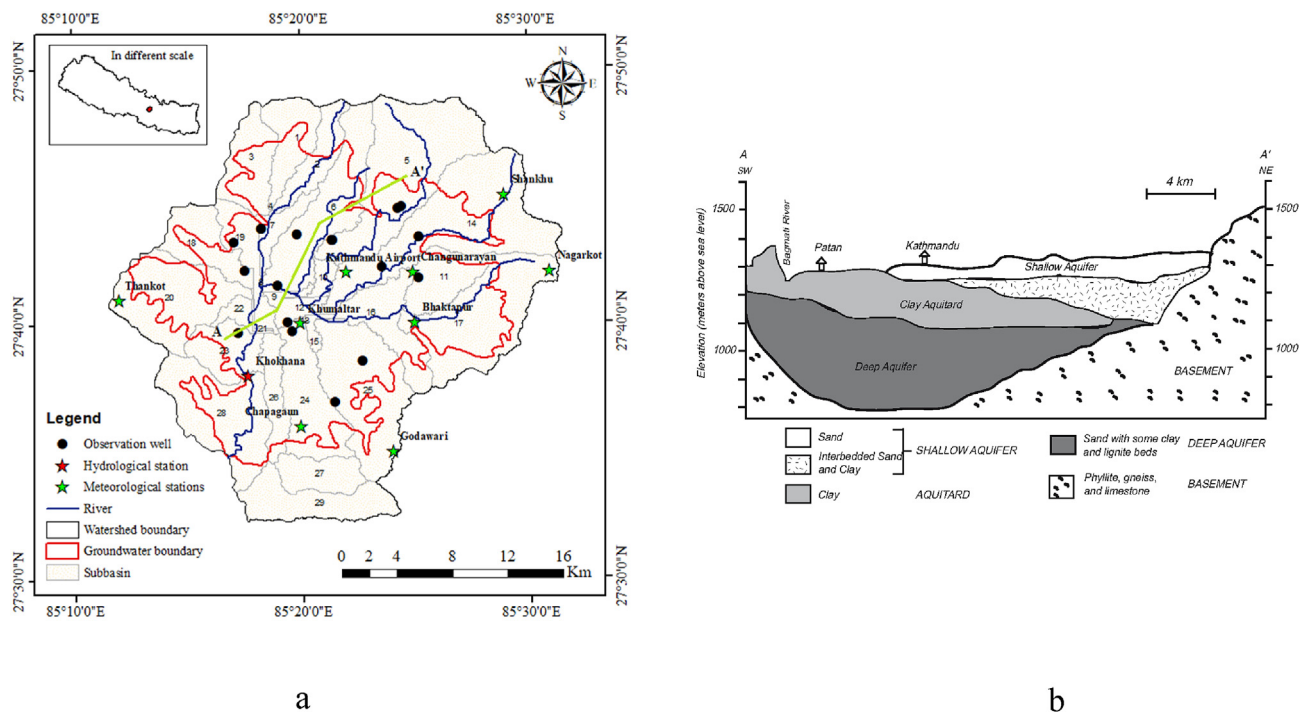 85°10'0"E 85°20'0"E 85°30'0"E
27°50'0"N
27°40'0"N
27°30'0"N
27°50'0"N
27°40'0"N
27°30'0"N
In different scale
N
W E
S
1
3
5
A'
Shankhu
4
6
7
14
18
19
Kathmandu Airport
Changunarayan
Nagarkot
11
Thankot
20
9
22
12
Khumaltar
16
Bhaktapur
17
A
21
15
23
Khokhana
25
28
26
24
Chapagaun
Godawari
27
29
Legend
Observation well
Hydrological station
Meteorological stations
River
Watershed boundary
Groundwater boundary
Subbasin
0 2 4 8 12 16
Km
85°10'0"E 85°20'0"E 85°30'0"E
a
A
SW
A'
NE
4 km
1500
1000
1500
1000
Elevation (meters above sea level)
Bagmati River
Patan
Kathmandu
Shallow Aquifer
Clay Aquitard
Deep Aquifer
BASEMENT
Sand
Interbedded Sand
and Clay
SHALLOW AQUIFER
Clay
AQUITARD
Sand with some clay
and lignite beds
DEEP AQUIFER
Phyllite, gneiss,
and limestone
BASEMENT
b